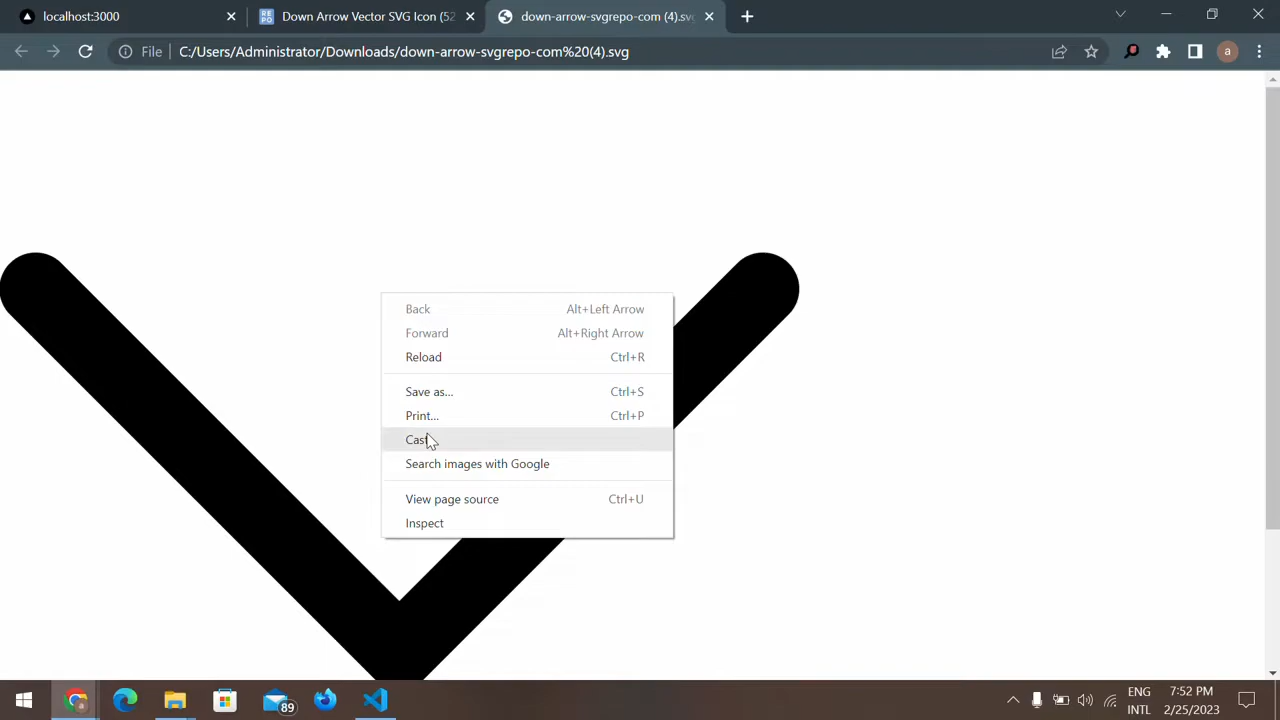 localhost:3000
Down Arrow Vector SVG Icon (52
down-arrow-svgrepo-com (4).sv
File
C:/Users/Administrator/Downloads/down-arrow-svgrepo-com%20(4).svg
a
Back Alt+Left Arrow
Forward Alt+Right Arrow
Reload Ctrl+R
Save as... Ctrl+S
Print... Ctrl+P
Cast
Search images with Google
View page source Ctrl+U
Inspect
REPO
89
ENG
INTL
7:52 PM
2/25/2023